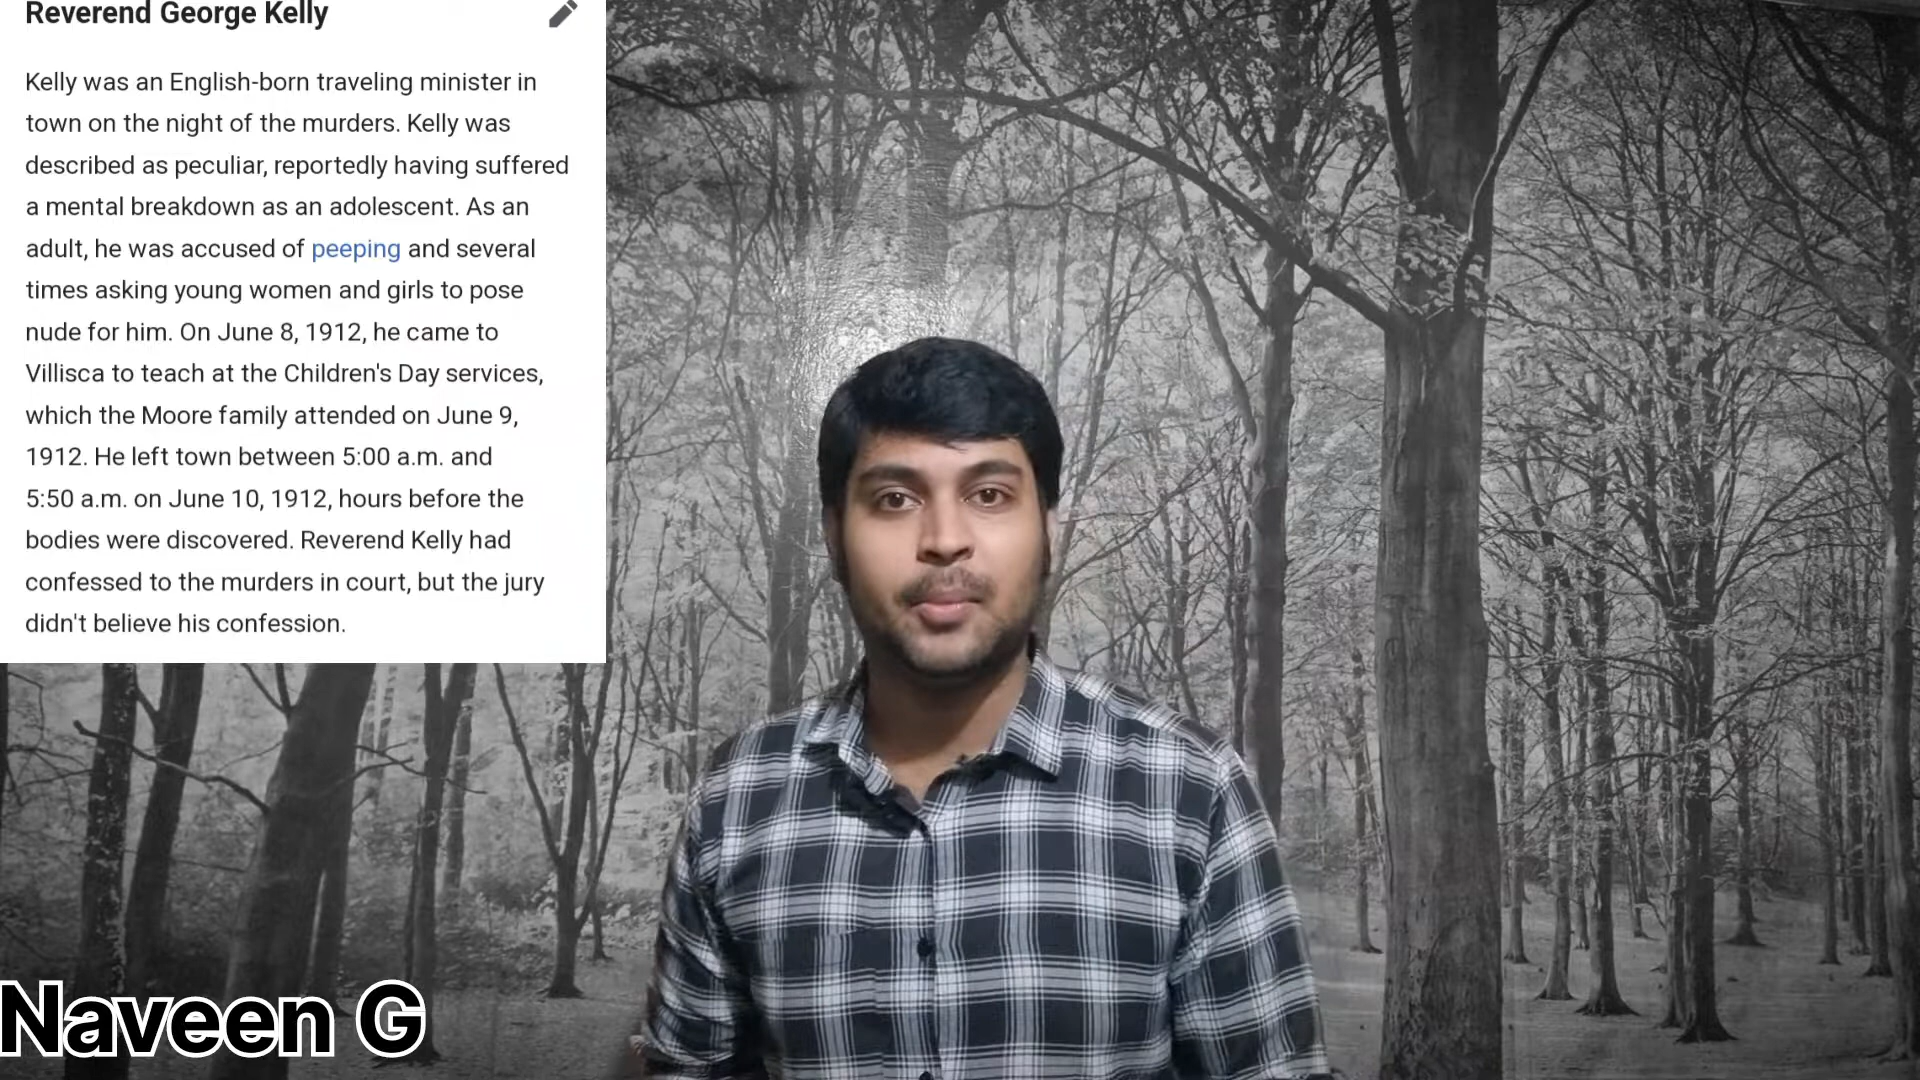 Reverend George Kelly
Kelly was an English-born traveling minister in
town on the night of the murders. Kelly was
described as peculiar, reportedly having suffered
a mental breakdown as an adolescent. As an
adult, he was accused of peeping and several
times asking young women and girls to pose
nude for him. On June 8, 1912, he came to
Villisca to teach at the Children's Day services,
which the Moore family attended on June 9,
1912. He left town between 5:00 a.m. and
5:50 a.m. on June 10, 1912, hours before the
bodies were discovered. Reverend Kelly had
confessed to the murders in court, but the jury
didn't believe his confession.
Naveen G